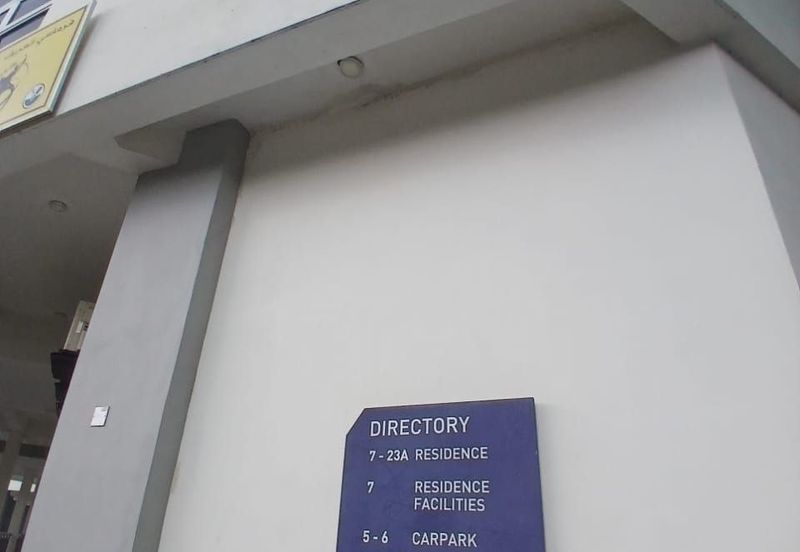 DIRECTORY
7 - 23A RESIDENCE
7 RESIDENCE
FACILITIES
5 - 6 CARPARK